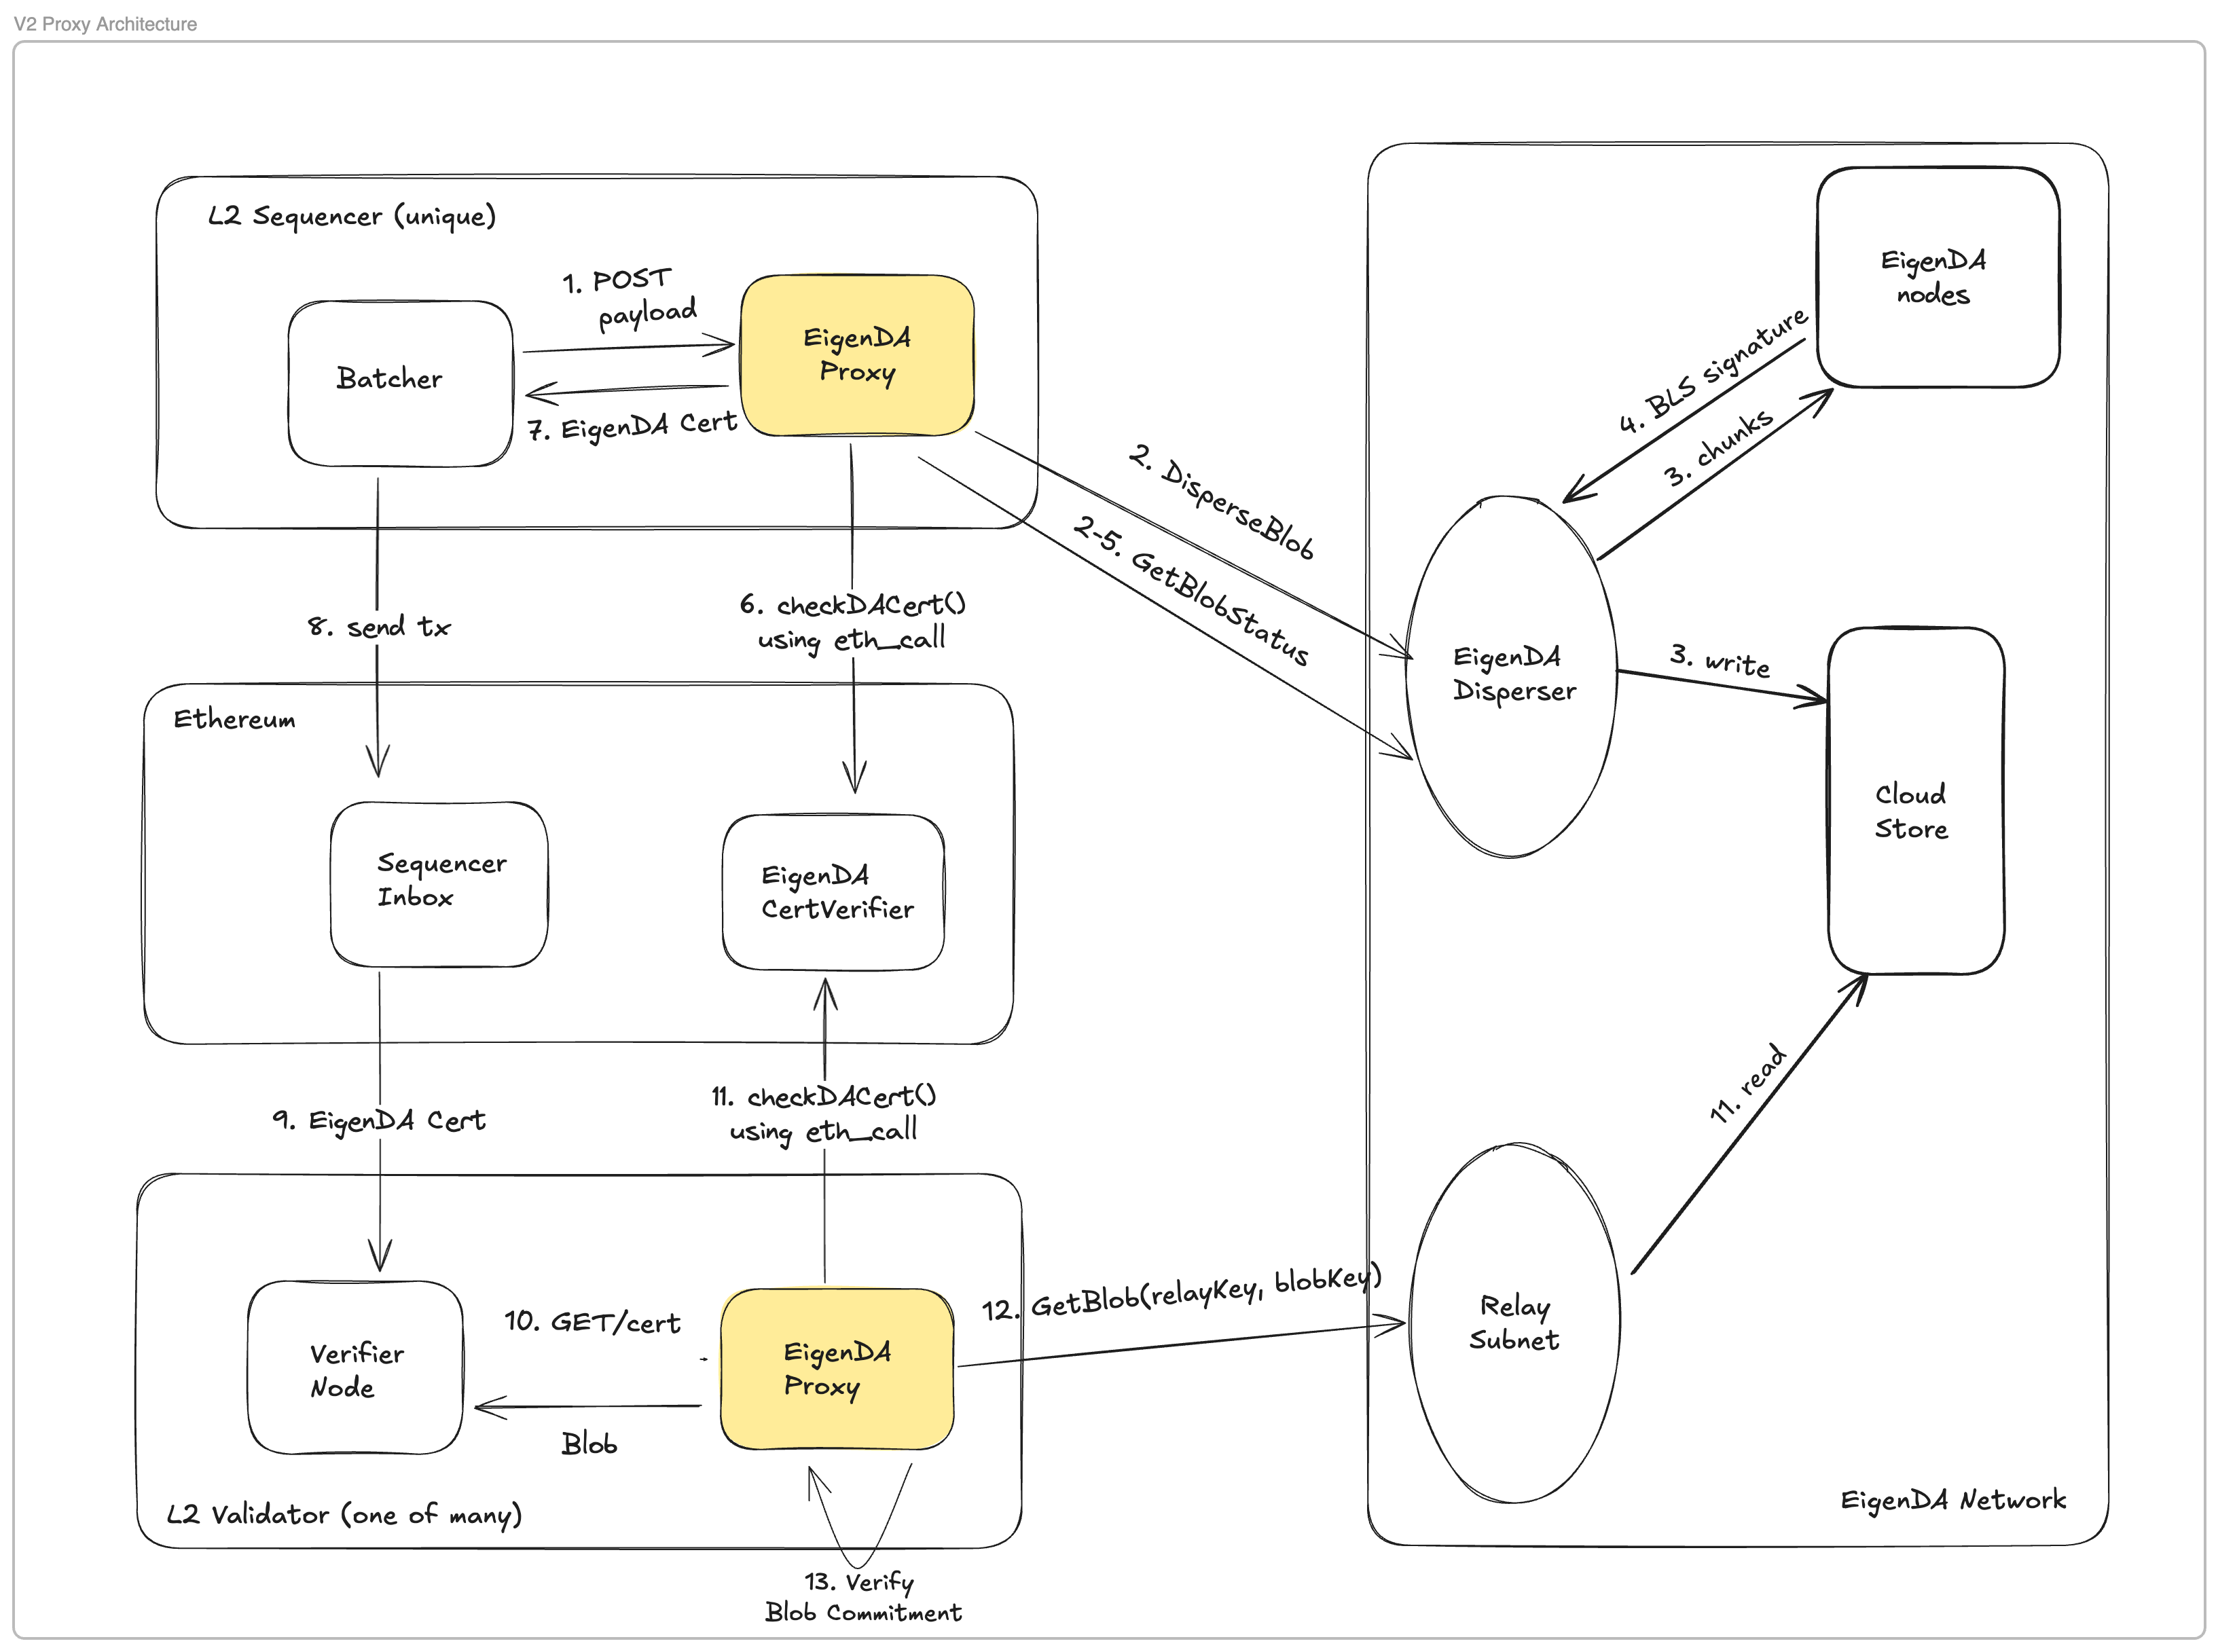 V2 Proxy Architecture
L2 Sequencer (unique)
1. POST
payload
Batcher
EigenDA
Proxy
7. EigenDA Cert
2. DisperseBlob
2-5. GetBlobStatus
8. send tx
6. checkDACert()
using eth_call
EigenDA
nodes
4. BLS signature
3. chunks
EigenDA
Disperser
3. write
Cloud
Store
Ethereum
Sequencer
Inbox
EigenDA
CertVerifier
9. EigenDA Cert
11. checkDACert()
using eth_call
11. read
10. GET/cert
Verifier
Node
EigenDA
Proxy
Blob
12. GetBlob(relayKey, blobKey)
Relay
Subnet
L2 Validator (one of many)
EigenDA Network
13. Verify
Blob Commitment